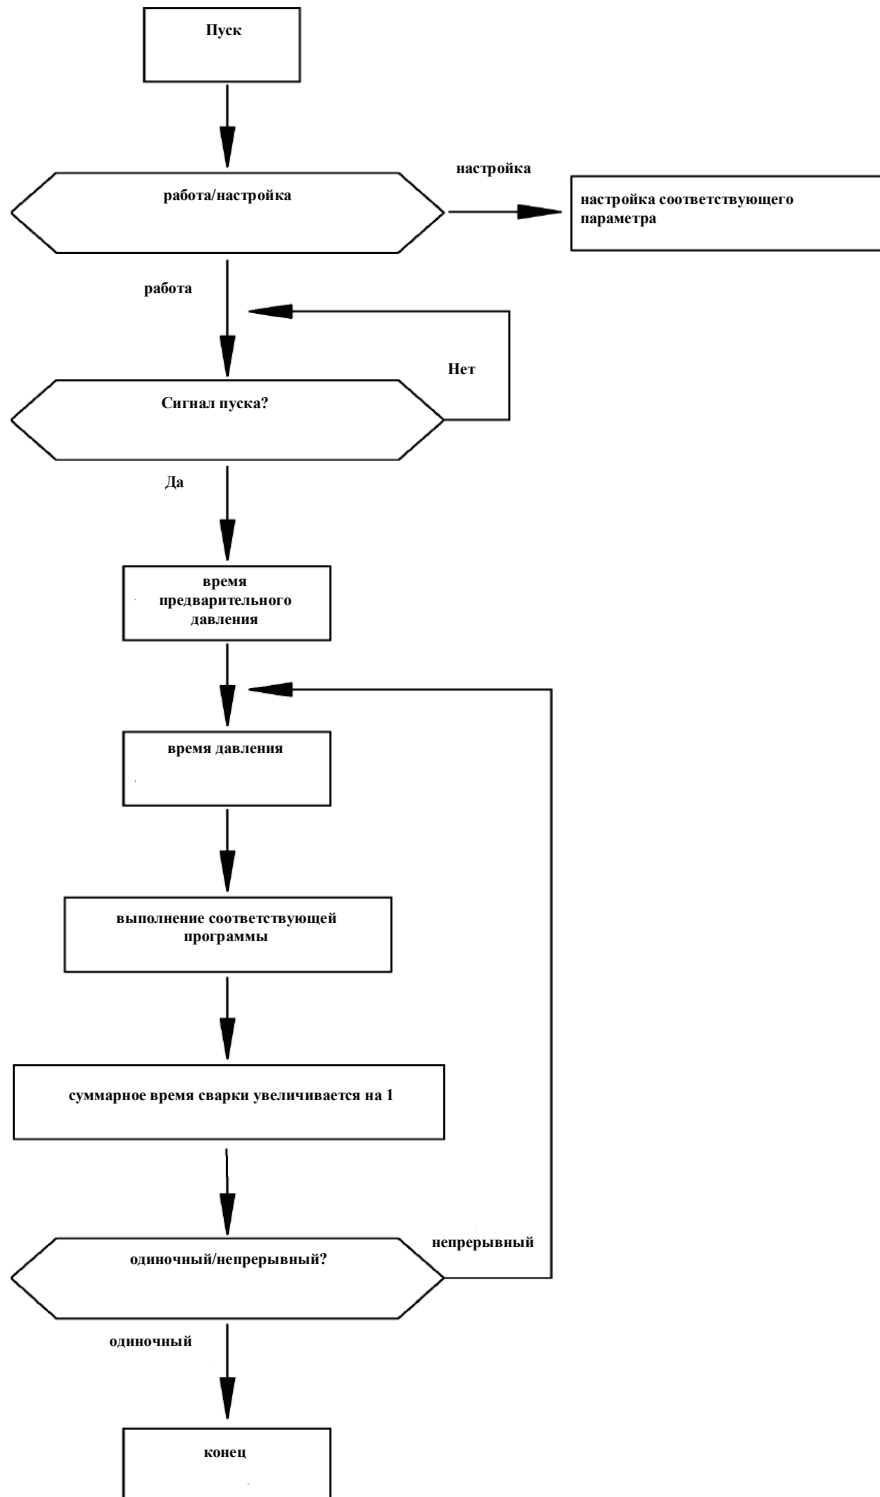 Пуск
работа/настройка
настройка
настройка соответствующего
параметра
работа
Нет
Сигнал пуска?
Да
время
предварительного
давления
время давления
выполнение соответствующей
программы
суммарное время сварки увеличивается на 1
непрерывный
одиночный/непрерывный?
одиночный
конец